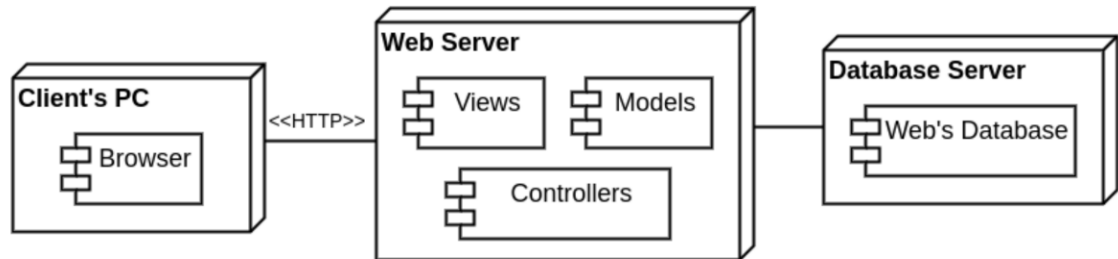 Client's PC
Browser
<<HTTP>>
Web Server
Views
Models
Controllers
Database Server
Web's Database